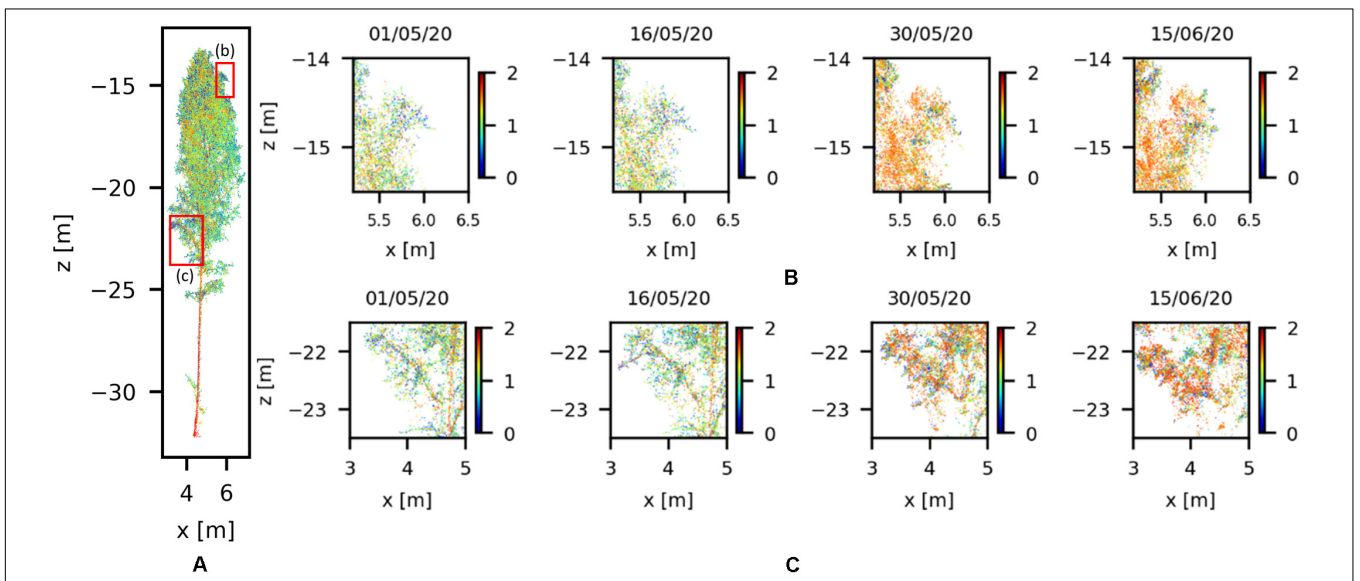 01/05/20 16/05/20 30/05/20 15/06/20
(b)
−14 2 −14 2 −14 2 −14 2
−15
z [m]
1 1 1 1
−15 −15 −15 −15
0 0 0 0
−20
5.5 6.0 6.5 5.5 6.0 6.5 5.5 6.0 6.5 5.5 6.0 6.5
z [m]
x [m] x [m] x [m] x [m]
(c)
B
−25
01/05/20 16/05/20 30/05/20 15/06/20
2 2 2 2
−22 −22 −22 −22
z [m]
1 1 1 1
−30
−23 −23 −23 −23
0 0 0 0
3 4 5 3 4 5 3 4 5 3 4 5
4 6
x [m] x [m] x [m] x [m]
x [m]
A C